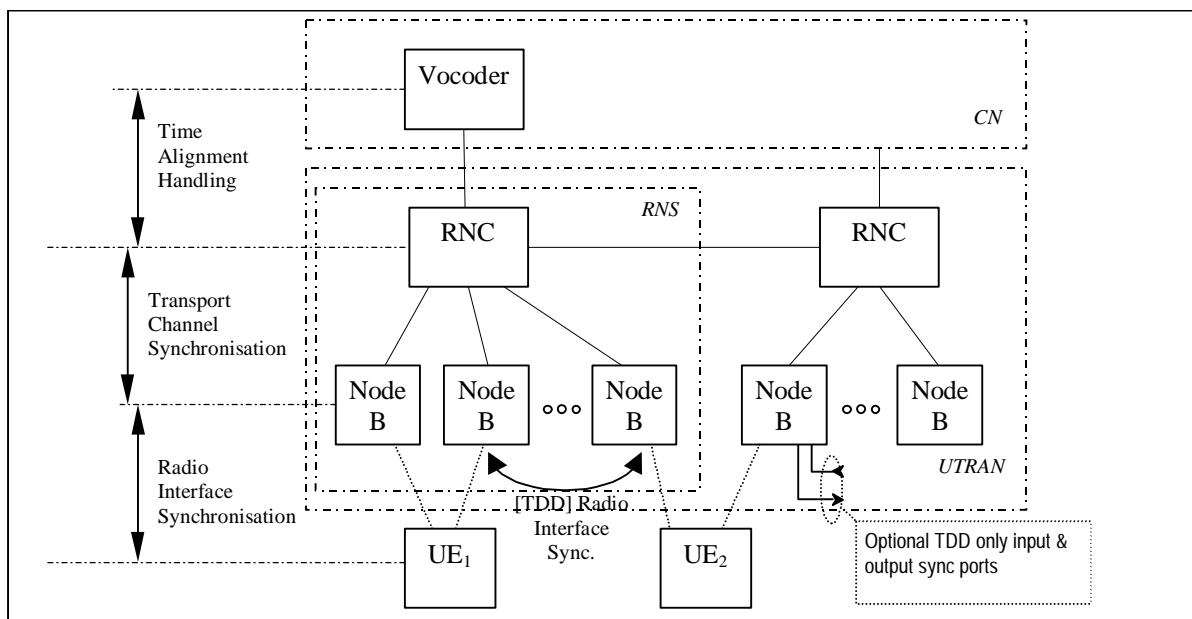 Vocoder
CN
Time
Alignment
Handling
RNS
RNC
RNC
Transport
Channel
Synchronisation
Node
B
Node
B
Node
B
Node
B
Node
B
UTRAN
Radio
Interface
Synchronisation
[TDD] Radio
Interface
Sync.
UE1
UE2
Optional TDD only input &
output sync ports